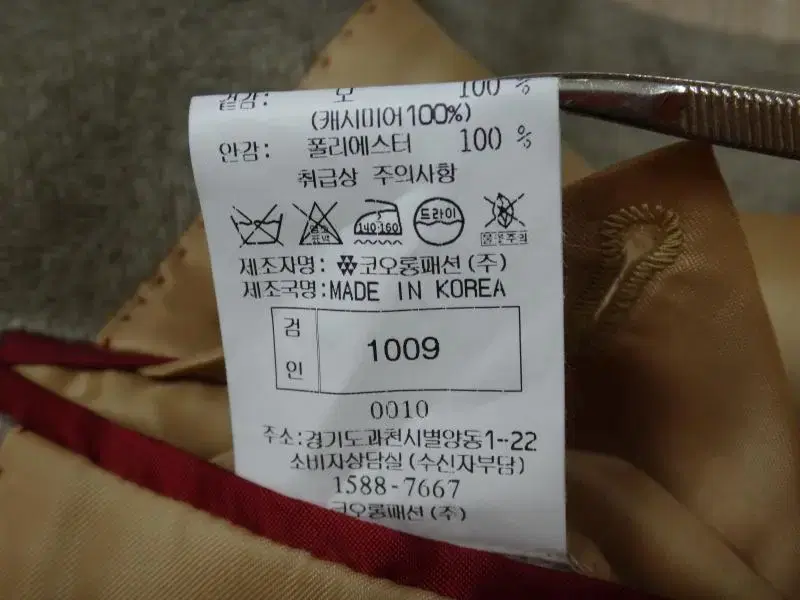 겉감: 모 100 %
(캐시미어100%)
안감: 폴리에스터 100 %
취급상 주의사항
140-160 드라이
제조자명: 코오롱패션(주)
제조국명:MADE IN KOREA
검인 1009
0010
주소:경기도과천시별양동1-22
소비자상담실(수신자부담)
1588-7667
코오롱패션(주)